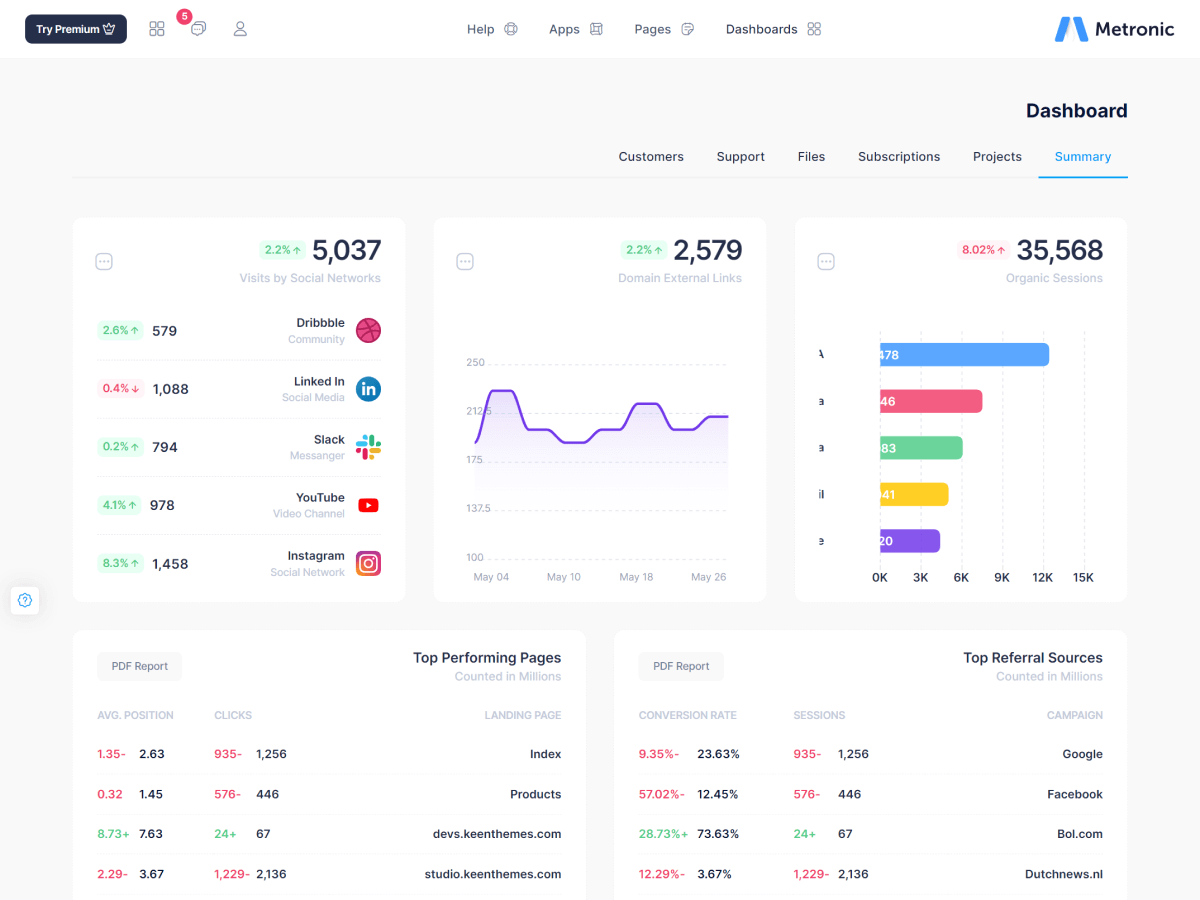 Try Premium
5
Help
Apps
Pages
Dashboards
Metronic
Dashboard
Customers
Support
Files
Subscriptions
Projects
Summary
2.2% 5,037
Visits by Social Networks
2.6% 579
Dribbble
Community
0.4% 1,088
Linked In
Social Media
0.2% 794
Slack
Messanger
4.1% 978
YouTube
Video Channel
8.3% 1,458
Instagram
Social Network
2.2% 2,579
Domain External Links
250
212.5
175
137.5
100
May 04 May 10 May 18 May 26
8.02% 35,568
Organic Sessions
478
46
83
41
20
0K 3K 6K 9K 12K 15K
PDF Report
Top Performing Pages
Counted in Millions
AVG. POSITION CLICKS LANDING PAGE
1.35- 2.63 935- 1,256 Index
0.32 1.45 576- 446 Products
8.73+ 7.63 24+ 67 devs.keenthemes.com
2.29- 3.67 1,229- 2,136 studio.keenthemes.com
PDF Report
Top Referral Sources
Counted in Millions
CONVERSION RATE SESSIONS CAMPAIGN
9.35%- 23.63% 935- 1,256 Google
57.02%- 12.45% 576- 446 Facebook
28.73%+ 73.63% 24+ 67 Bol.com
12.29%- 3.67% 1,229- 2,136 Dutchnews.nl